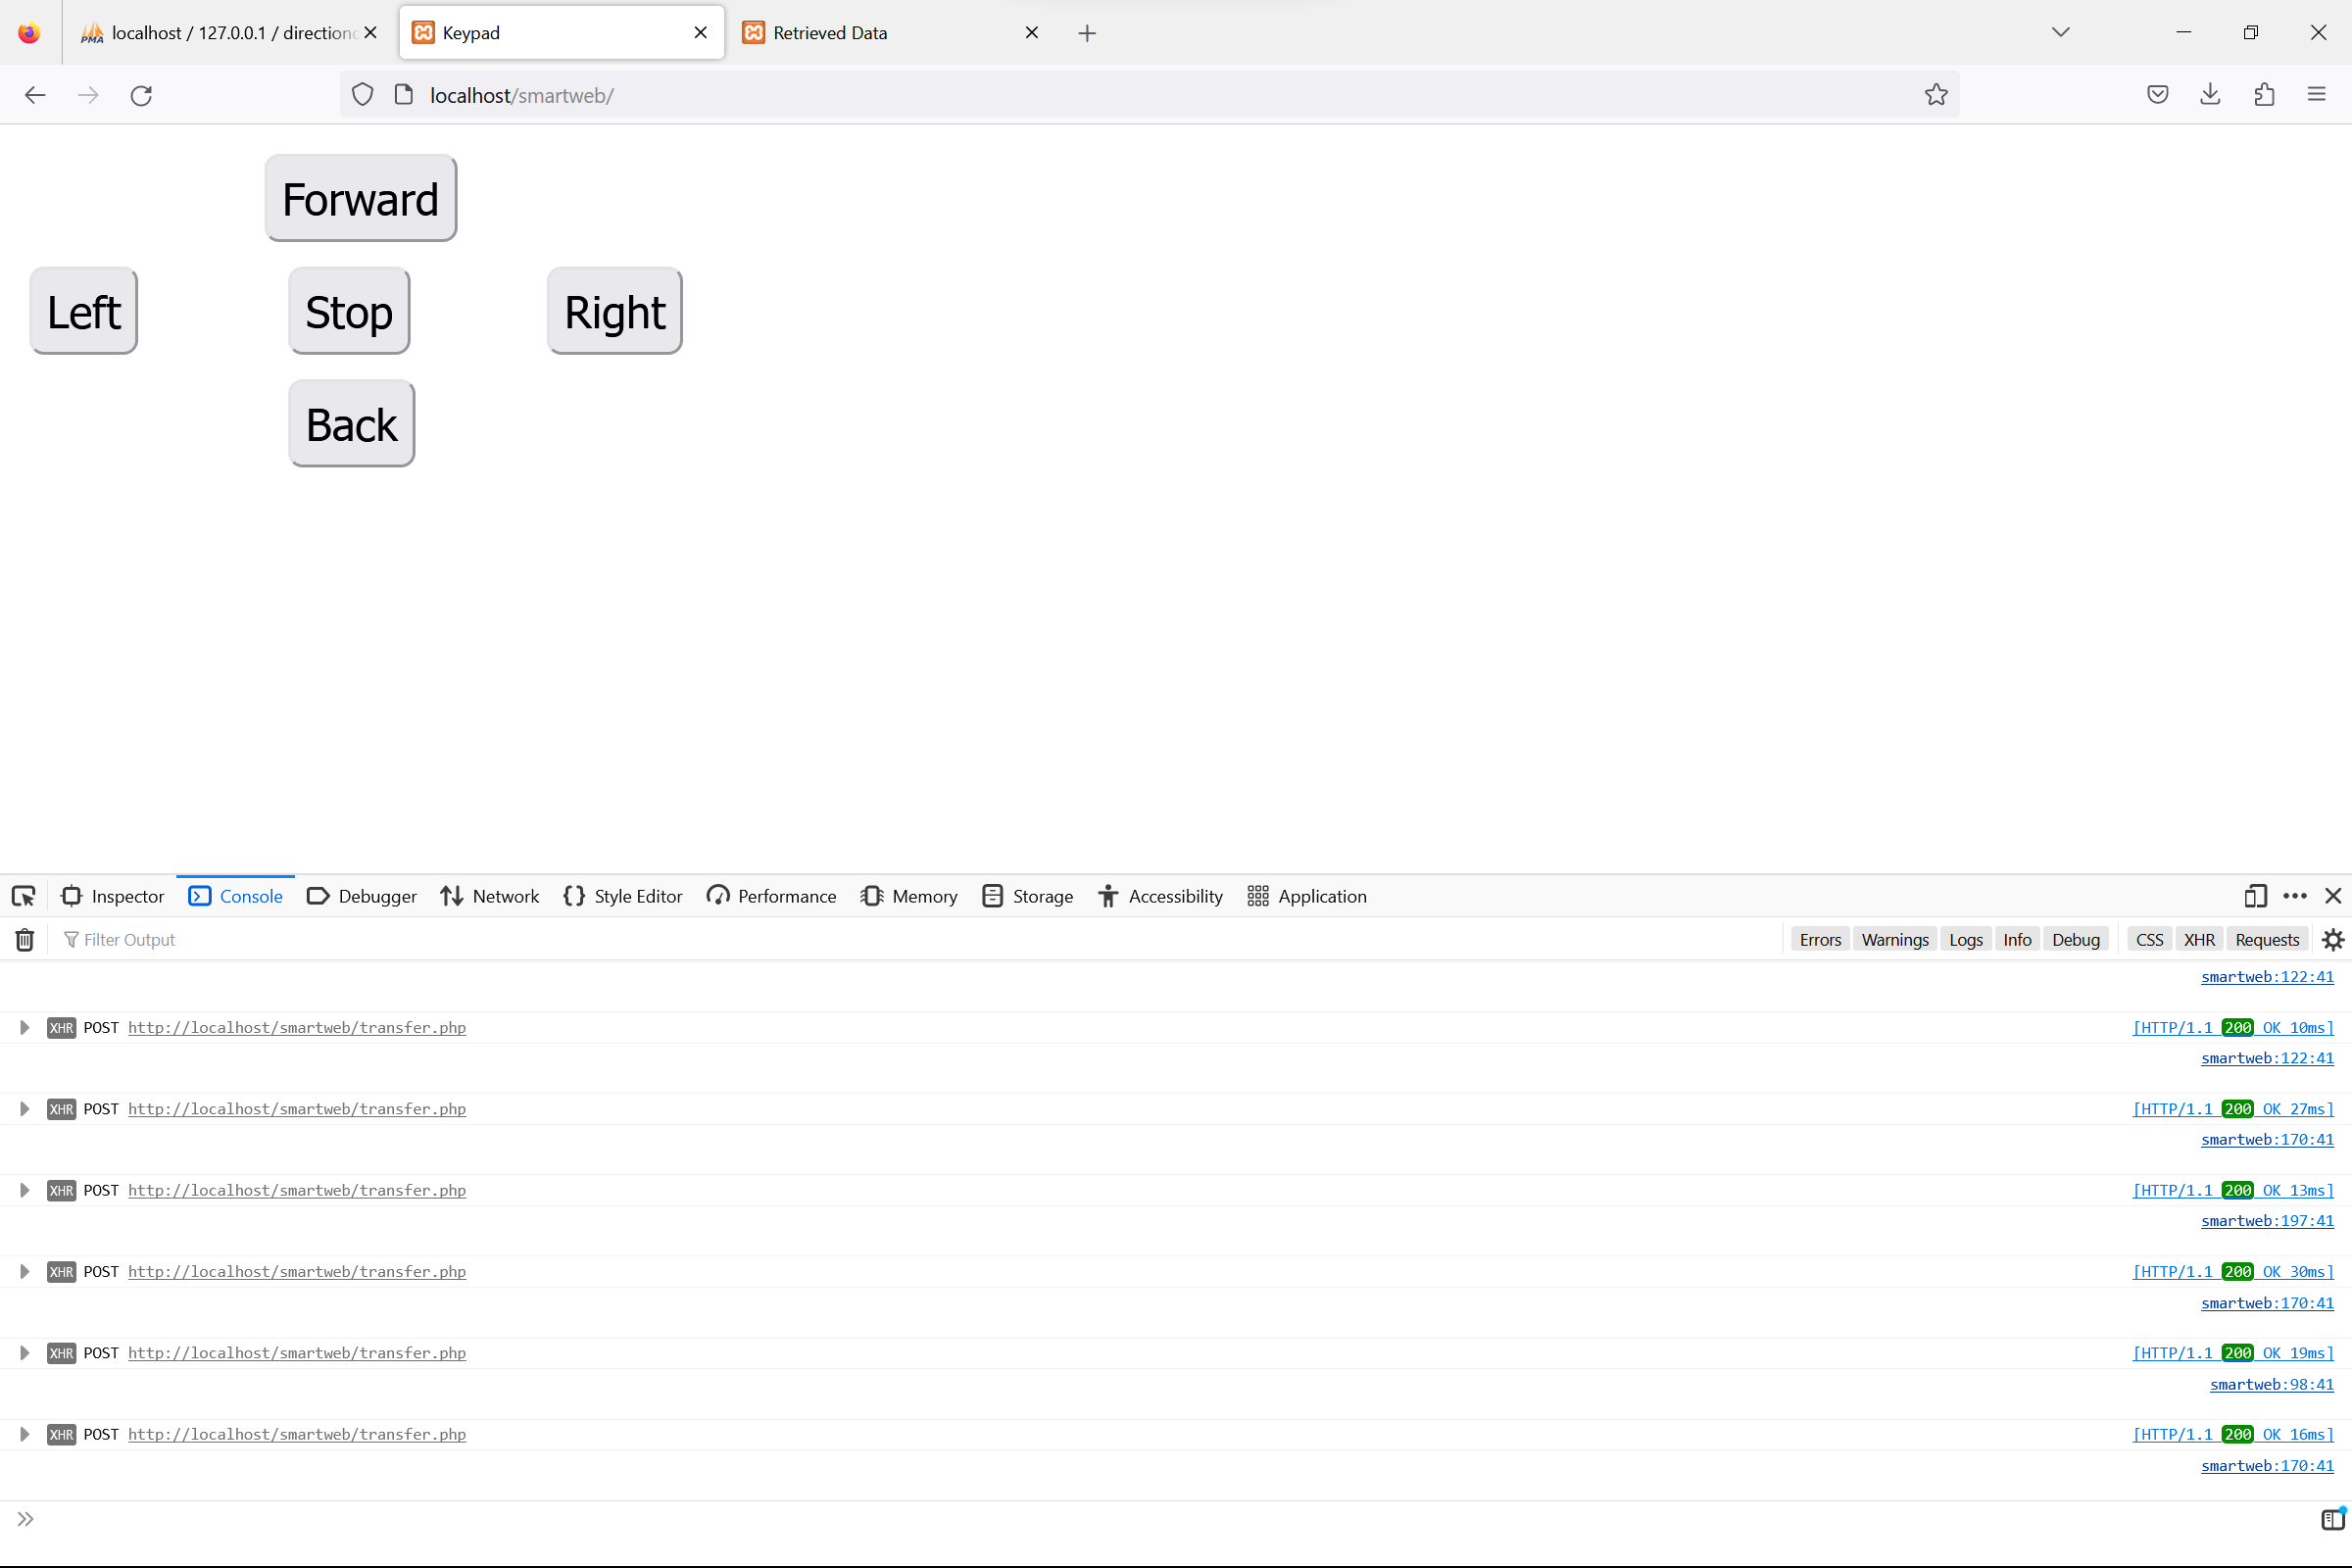 PMA localhost / 127.0.0.1 / directionc Keypad Retrieved Data
localhost/smartweb/
Forward
Left Stop Right
Back
Inspector Console Debugger Network Style Editor Performance Memory Storage Accessibility Application
Filter Output Errors Warnings Logs Info Debug CSS XHR Requests
smartweb:122:41
XHR POST http://localhost/smartweb/transfer.php [HTTP/1.1 200 OK 10ms]
smartweb:122:41
XHR POST http://localhost/smartweb/transfer.php [HTTP/1.1 200 OK 27ms]
smartweb:170:41
XHR POST http://localhost/smartweb/transfer.php [HTTP/1.1 200 OK 13ms]
smartweb:197:41
XHR POST http://localhost/smartweb/transfer.php [HTTP/1.1 200 OK 30ms]
smartweb:170:41
XHR POST http://localhost/smartweb/transfer.php [HTTP/1.1 200 OK 19ms]
smartweb:98:41
XHR POST http://localhost/smartweb/transfer.php [HTTP/1.1 200 OK 16ms]
smartweb:170:41